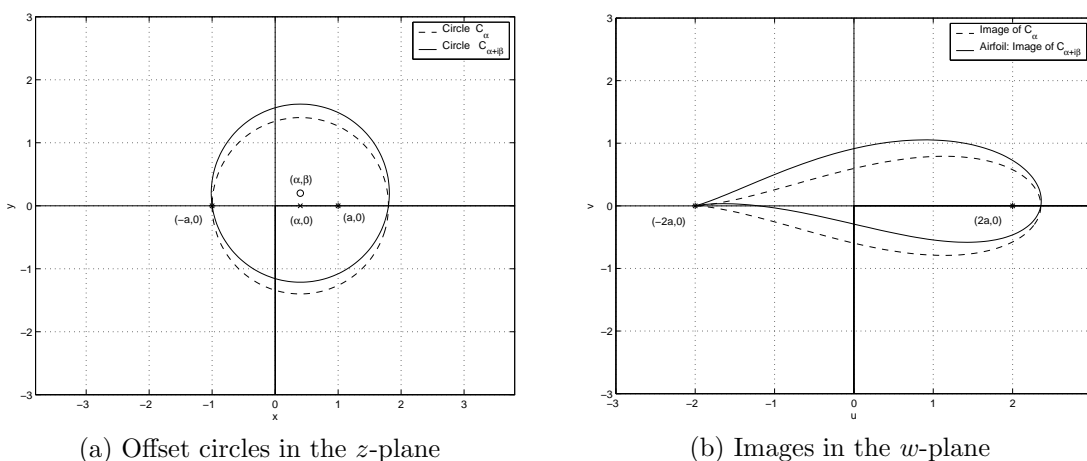 3
2
1
0
−1
−2
−3
y
−3
−2
−1
0
1
2
3
x
Circle C_α
Circle C_{α+iβ}
(α,β)
(−a,0)
(α,0)
(a,0)
(a) Offset circles in the z-plane
3
2
1
0
−1
−2
−3
v
−3
−2
−1
0
1
2
u
Image of C_α
Airfoil: Image of C_{α+iβ}
(−2a,0)
(2a,0)
(b) Images in the w-plane